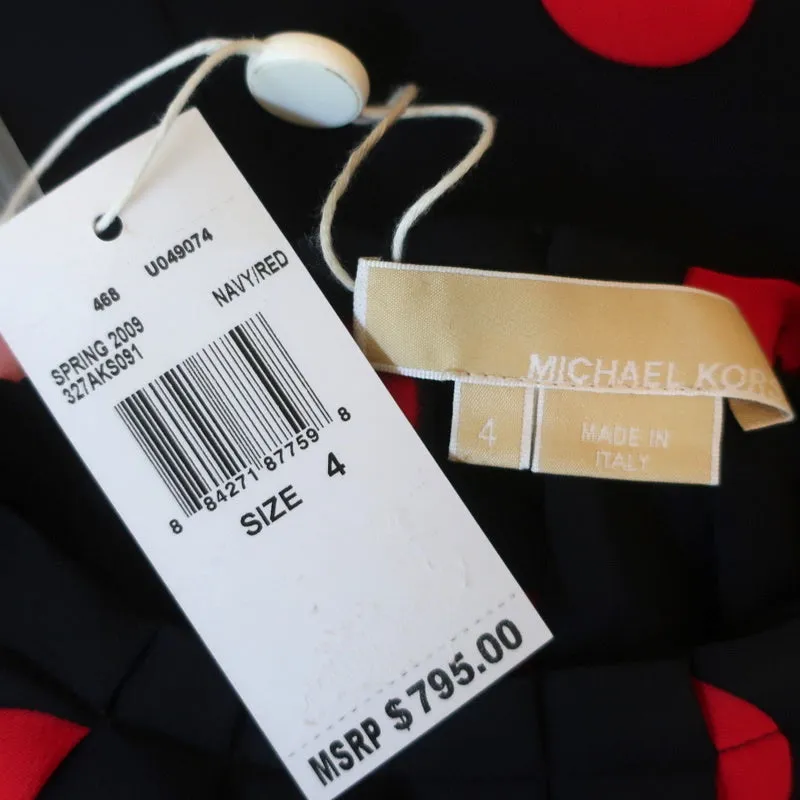 468 U049074
NAVY/RED
SPRING 2009
327AKS091
8 84271 87759 8
SIZE 4
MSRP $795.00
MICHAEL KORS
4
MADE IN
ITALY